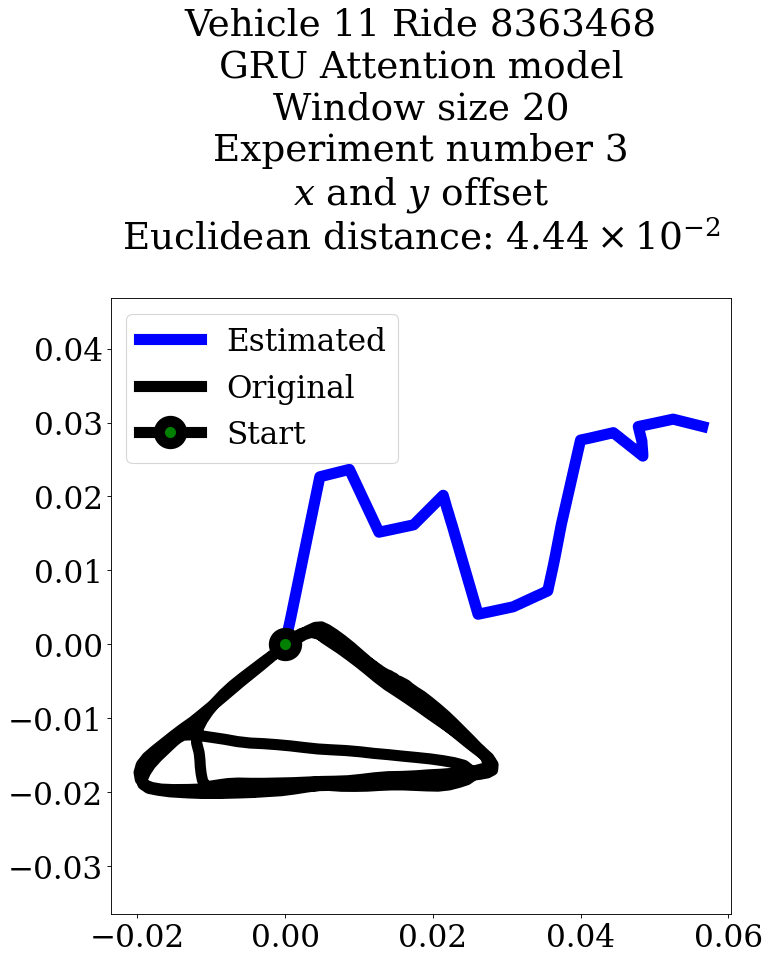 Vehicle 11 Ride 8363468
GRU Attention model
Window size 20
Experiment number 3
x and y offset
Euclidean distance: 4.44 × 10⁻²
Estimated
Original
Start
0.04
0.03
0.02
0.01
0.00
−0.01
−0.02
−0.03
−0.02 0.00 0.02 0.04 0.06